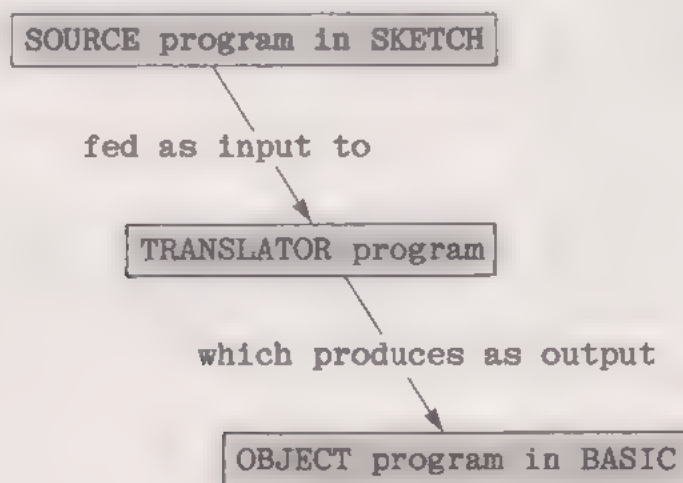 SOURCE program in SKETCH
fed as input to
TRANSLATOR program
which produces as output
OBJECT program in BASIC